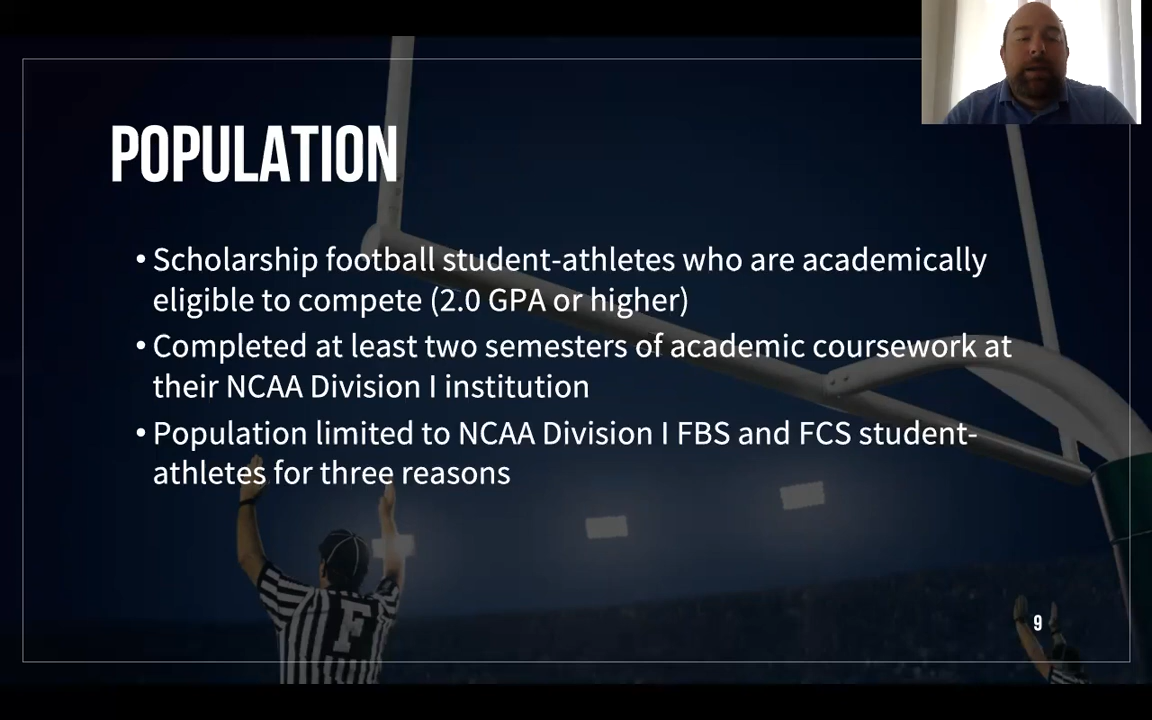 POPULATION
• Scholarship football student-athletes who are academically
eligible to compete (2.0 GPA or higher)
• Completed at least two semesters of academic coursework at
their NCAA Division I institution
• Population limited to NCAA Division I FBS and FCS student-
athletes for three reasons
F
9